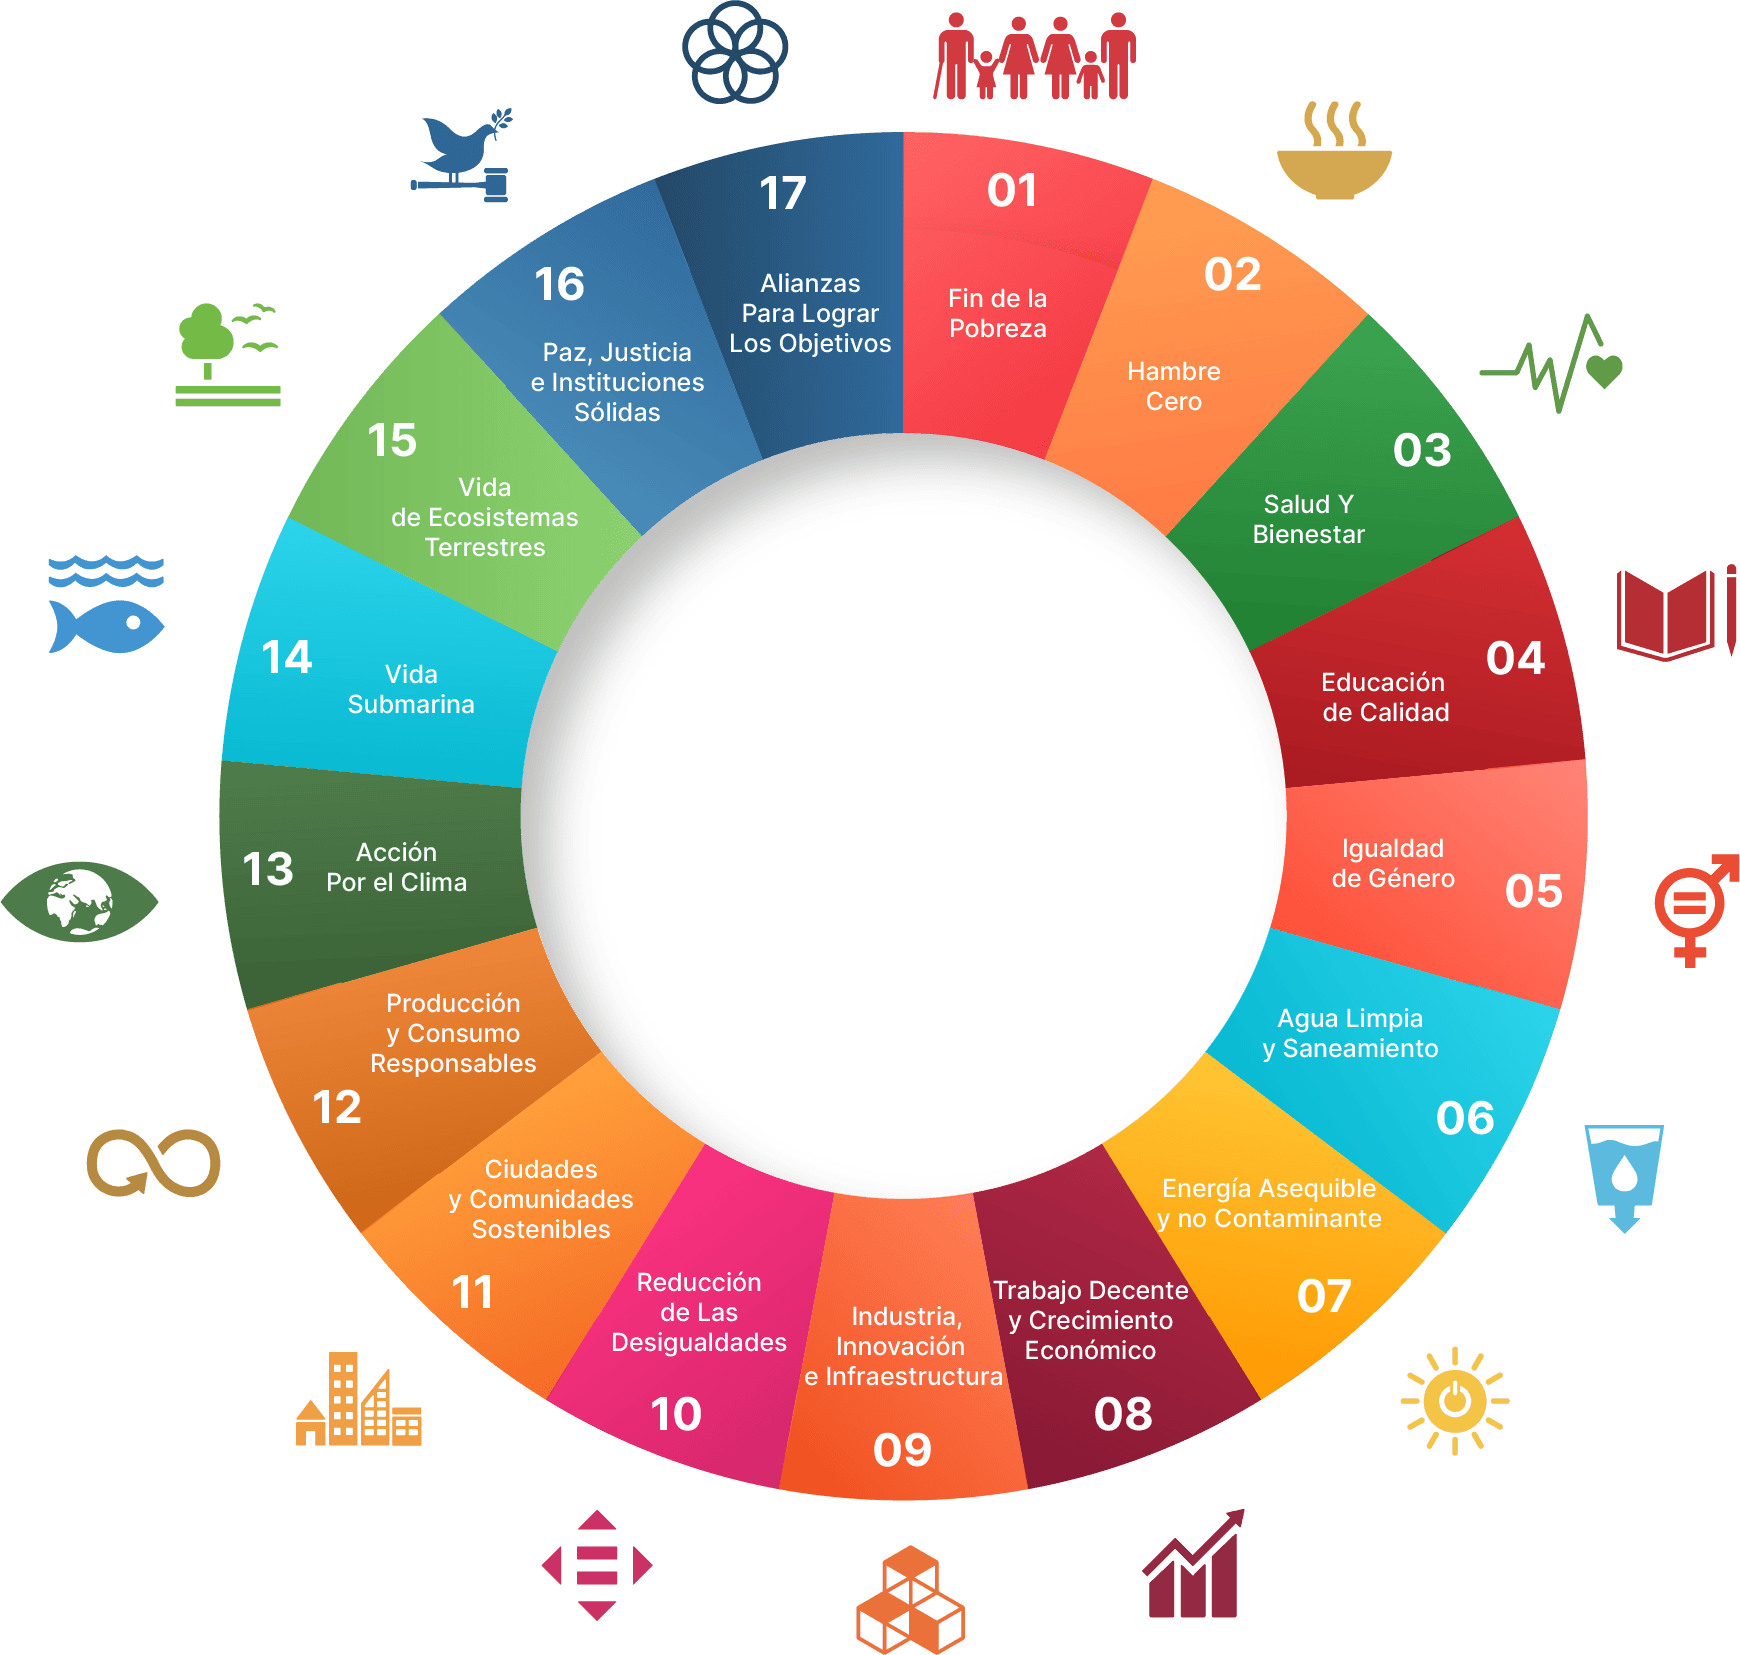 01
Fin de la
Pobreza
02
Hambre
Cero
03
Salud Y
Bienestar
04
Educación
de Calidad
05
Igualdad
de Género
06
Agua Limpia
y Saneamiento
07
Energía Asequible
y no Contaminante
08
Trabajo Decente
y Crecimiento
Económico
09
Industria,
Innovación
e Infraestructura
10
Reducción
de Las
Desigualdades
11
Ciudades
y Comunidades
Sostenibles
12
Producción
y Consumo
Responsables
13
Acción
Por el Clima
14
Vida
Submarina
15
Vida
de Ecosistemas
Terrestres
16
Paz, Justicia
e Instituciones
Sólidas
17
Alianzas
Para Lograr
Los Objetivos